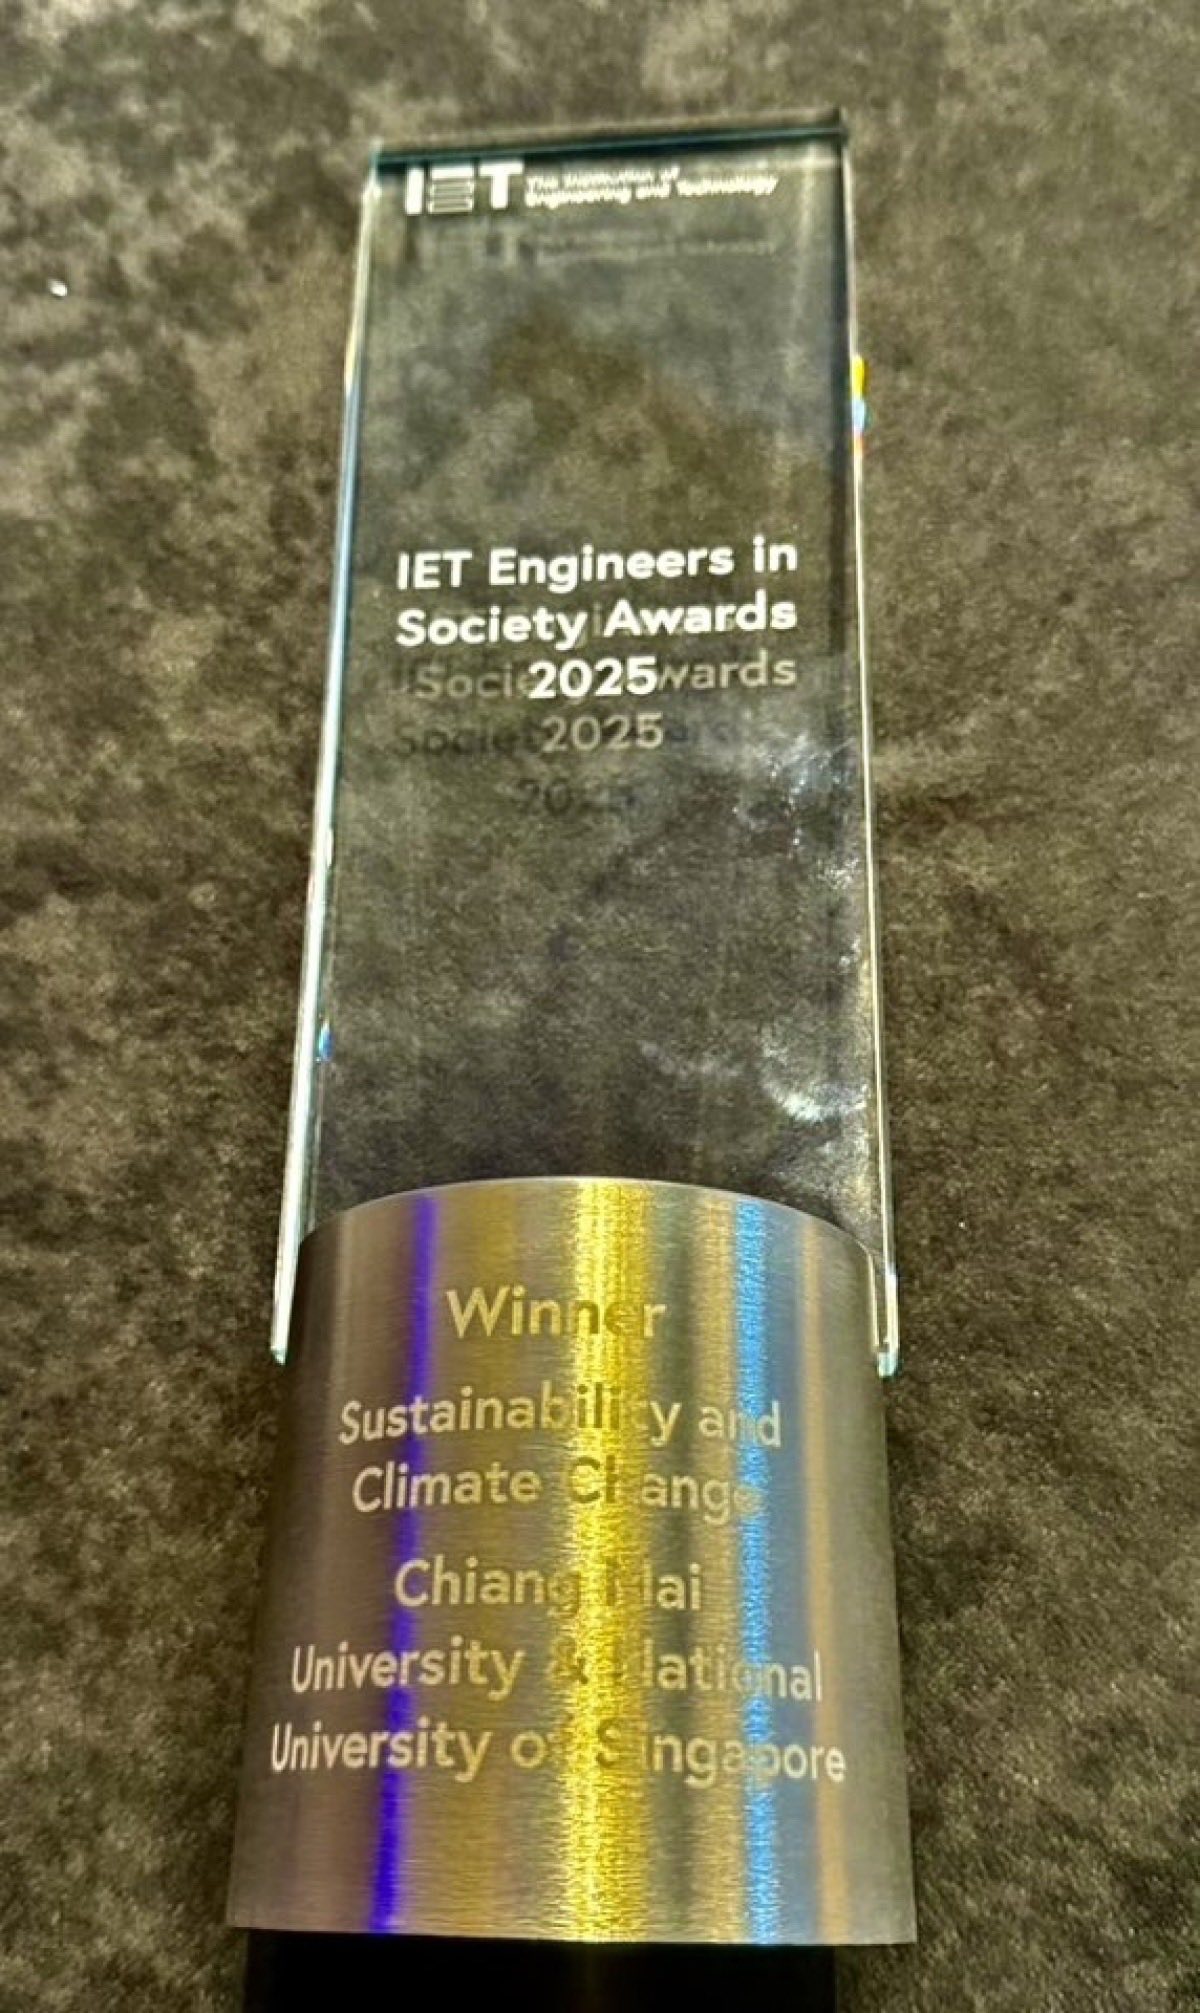 IET The Institution of
Engineering and Technology
IET Engineers in
Society Awards
2025
Winner
Sustainability and
Climate Change
Chiang Mai
University & National
University of Singapore